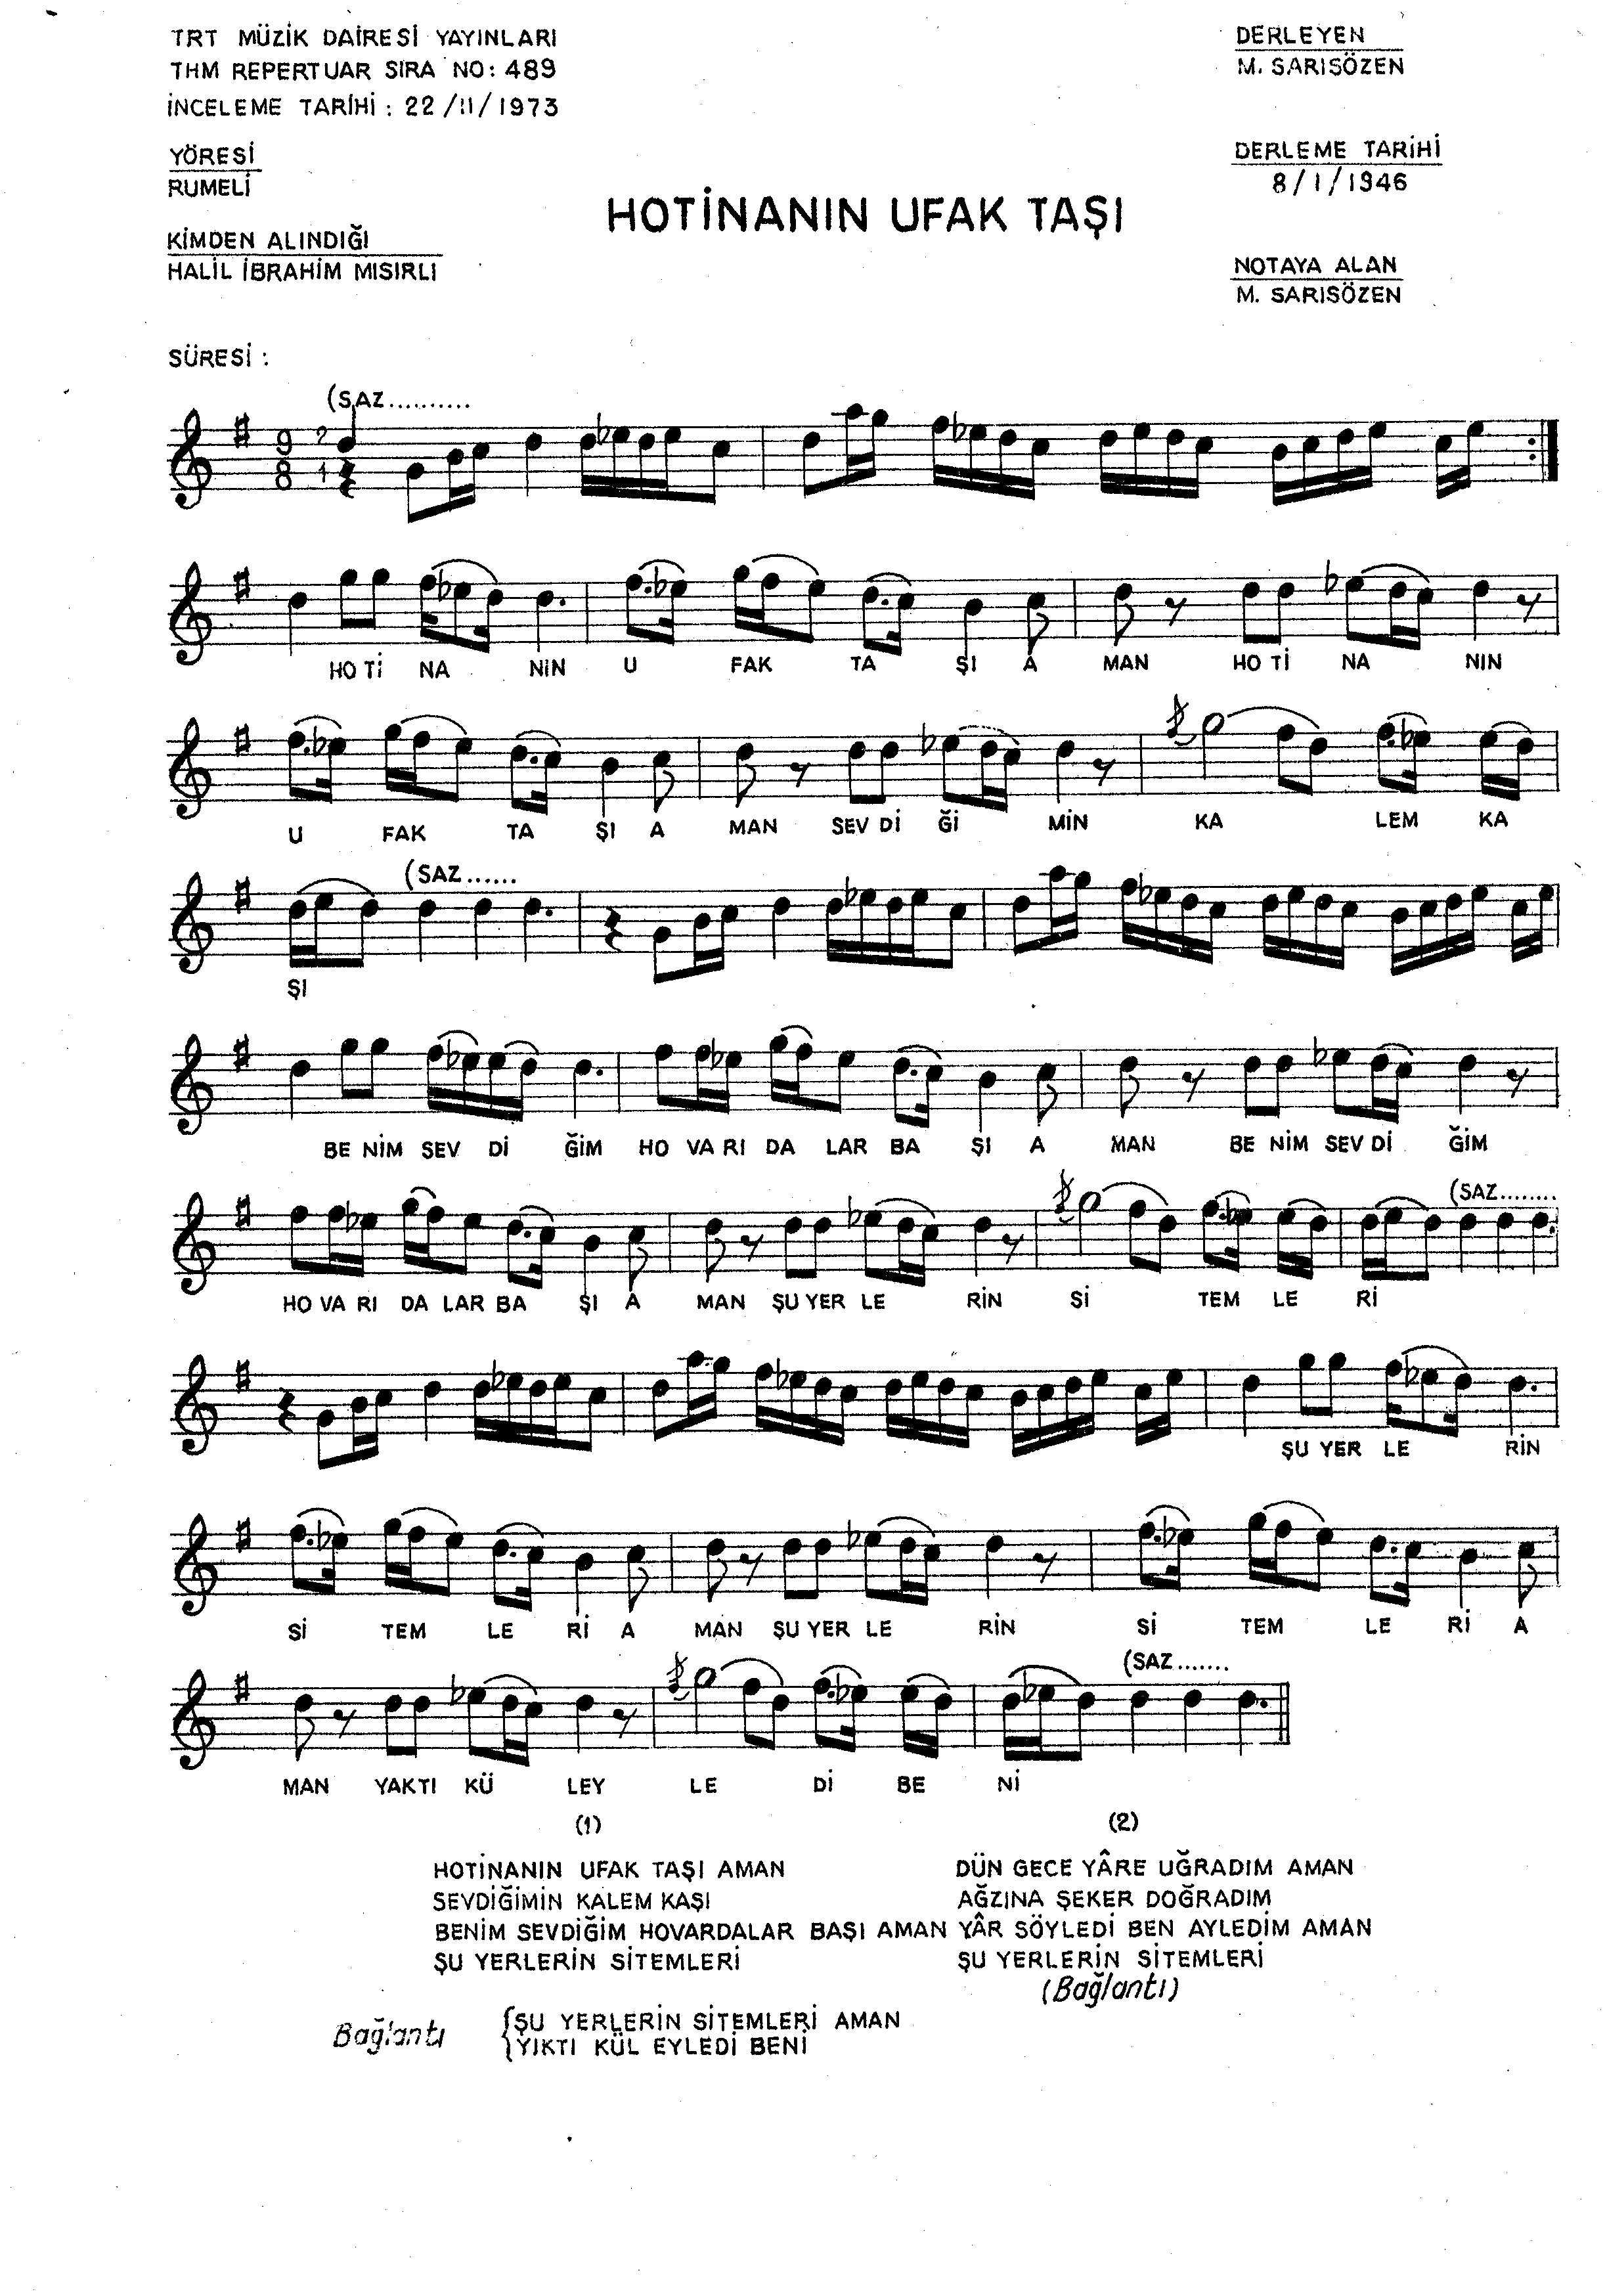 TRT MÜZİK DAİRESİ YAYINLARI
THM REPERTUAR SIRA NO: 489
İNCELEME TARİHİ : 22/11/1973
DERLEYEN
M. SARISÖZEN
YÖRESİ
RUMELİ
DERLEME TARİHİ
8/1/1946
HOTİNANIN UFAK TAŞI
KİMDEN ALINDIĞI
HALİL İBRAHİM MISIRLI
NOTAYA ALAN
M. SARISÖZEN
SÜRESİ :
(SAZ..........
9 2
8 1
HO Tİ NA NIN U FAK TA ŞI A MAN HO Tİ NA NIN
U FAK TA ŞI A MAN SEV Dİ Ğİ MİN KA LEM KA
(SAZ......
ŞI
BE NİM SEV Dİ ĞİM HO VA RI DA LAR BA ŞI A MAN BE NİM SEV Dİ ĞİM
(SAZ........
HO VA RI DA LAR BA ŞI A MAN ŞU YER LE RİN Sİ TEM LE Rİ
ŞU YER LE RİN
Sİ TEM LE Rİ A MAN ŞU YER LE RİN Sİ TEM LE Rİ A
(SAZ.......
MAN YAKTI KÜ LEY LE Dİ BE Nİ
(1)
HOTİNANIN UFAK TAŞI AMAN
SEVDİĞİMİN KALEM KAŞI
BENİM SEVDİĞİM HOVARDALAR BAŞI AMAN
ŞU YERLERİN SİTEMLERİ
(2)
DÜN GECE YÂRE UĞRADIM AMAN
AĞZINA ŞEKER DOĞRADIM
YÂR SÖYLEDİ BEN AYLEDİM AMAN
ŞU YERLERİN SİTEMLERİ
(Bağlantı)
Bağlantı
ŞU YERLERİN SİTEMLERİ AMAN
YIKTI KÜL EYLEDİ BENİ